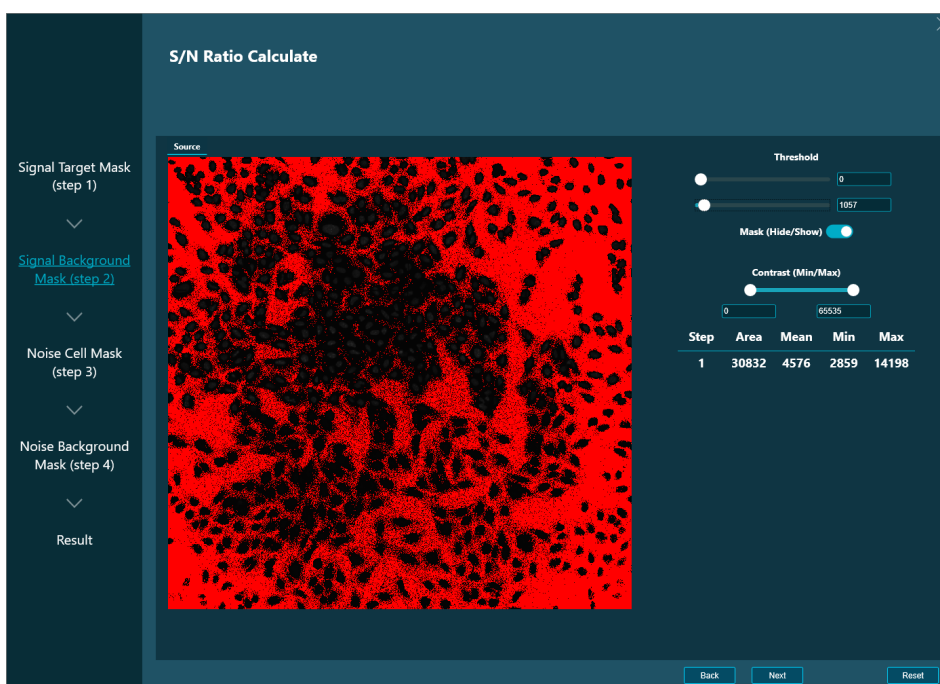 S/N Ratio Calculate
Signal Target Mask
(step 1)
Signal Background
Mask (step 2)
Noise Cell Mask
(step 3)
Noise Background
Mask (step 4)
Result
Source
Threshold
0
1057
Mask (Hide/Show)
Contrast (Min/Max)
0 65535
Step Area Mean Min Max
1 30832 4576 2859 14198
Back Next Reset